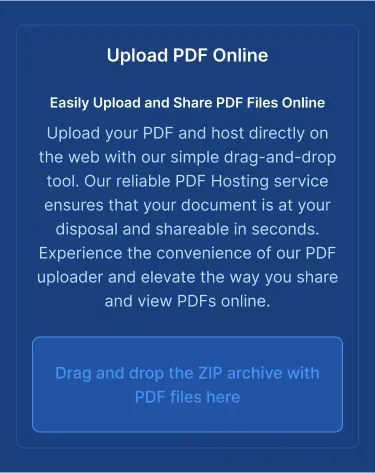 Upload PDF Online
Easily Upload and Share PDF Files Online
Upload your PDF and host directly on
the web with our simple drag-and-drop
tool. Our reliable PDF Hosting service
ensures that your document is at your
disposal and shareable in seconds.
Experience the convenience of our PDF
uploader and elevate the way you share
and view PDFs online.
Drag and drop the ZIP archive with
PDF files here